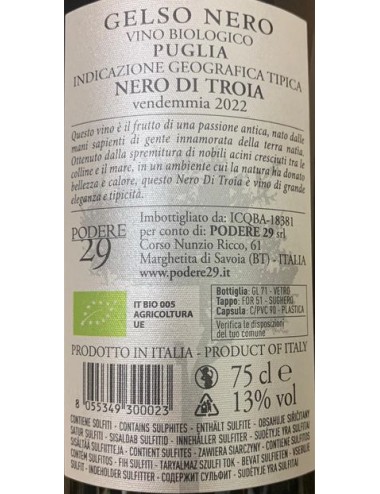 GELSO NERO
VINO BIOLOGICO
PUGLIA
INDICAZIONE GEOGRAFICA TIPICA
NERO DI TROIA
vendemmia 2022
Questo vino è il frutto di una passione antica, nato dalle
mani sapienti di gente innamorata della terra natia.
Ottenuto dalla spremitura di nobili acini cresciuti tra le
colline e il mare, in un ambiente cui la natura ha donato
bellezza e calore, questo Nero Di Troia è vino di grande
eleganza e tipicità.
PODERE
29
Imbottigliato da: ICQBA-18381
per conto di: PODERE 29 srl
Corso Nunzio Ricco, 61
Margherita di Savoia (BT) - ITALIA
www.podere29.it
IT BIO 005
AGRICOLTURA
UE
Bottiglia: GL 71 - VETRO
Tappo: FOR 51 - SUGHERO
Capsula: C/PVC 90 - PLASTICA
Verifica le disposizioni
del tuo comune
PRODOTTO IN ITALIA - PRODUCT OF ITALY
8 055349 300023
75 cl e
13% vol
CONTIENE SOLFITI - CONTAINS SULPHITES - ENTHÄLT SULFITE - OBSAHUJE SIŘIČITANY
SATUR SULFITI - SISALDAB SULFITID - INNEHÅLLER SULFITER - SUDĖTYJE YRA SULFITAI
SISÄLTÄÄ SULFIITTEJA - CONTIENT SULFITES - ZAWIERA SIARCZYNY - CONTIENE SULFITOS
CONTÉM SULFITOS - FIH SULFITI - TARYALMAZ SZULFI TOK - BEVAT SULFIET - VSEBUJE
SULFIT - INDEHOLDER SULFITTER - СОДЕРЖИТ СУЛЬФИТ - SUDĖTYJE YRA SULFITAI